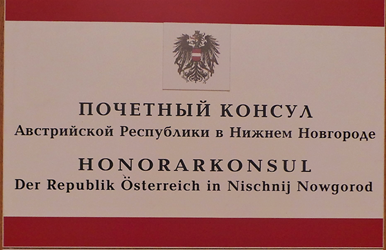 ПОЧЕТНЫЙ КОНСУЛ
Австрийской Республики в Нижнем Новгороде
HONORARKONSUL
Der Republik Österreich in Nischnij Nowgorod